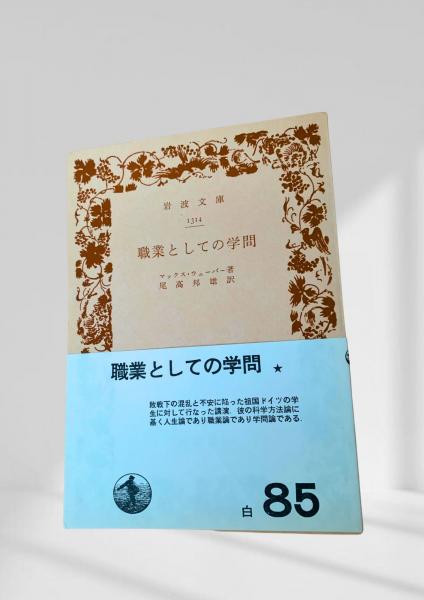 岩波文庫
1314
職業としての学問
マックス・ウェーバー著
尾高邦雄訳
職業としての学問 ★
敗戦下の混乱と不安に陥った祖国ドイツの学
生に対して行なった講演. 彼の科学方法論に
基く人生論であり職業論であり学問論である.
白 85